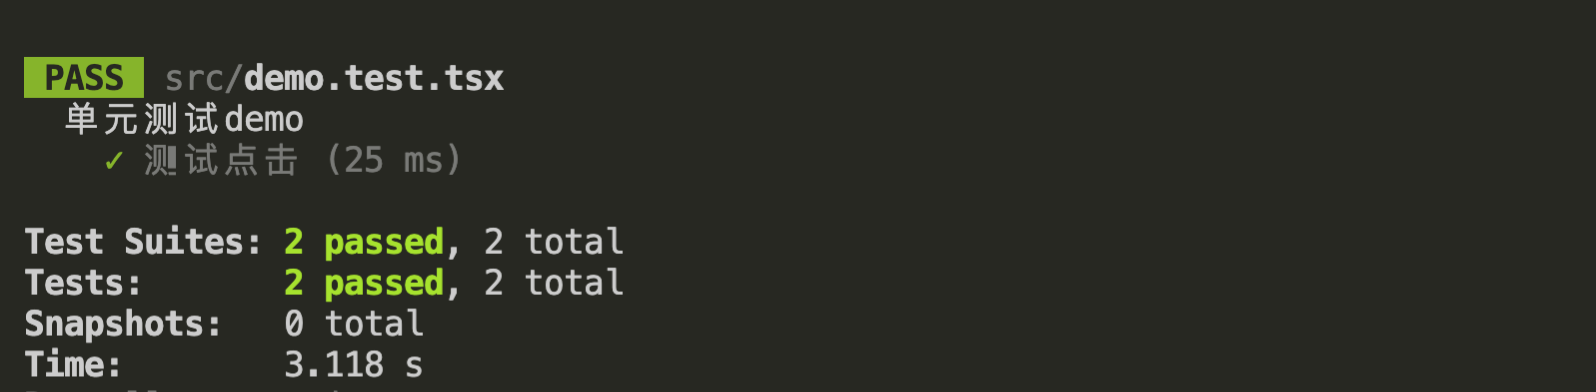 PASS src/demo.test.tsx
单元测试demo
✓ 测试点击 (25 ms)
Test Suites: 2 passed, 2 total
Tests: 2 passed, 2 total
Snapshots: 0 total
Time: 3.118 s